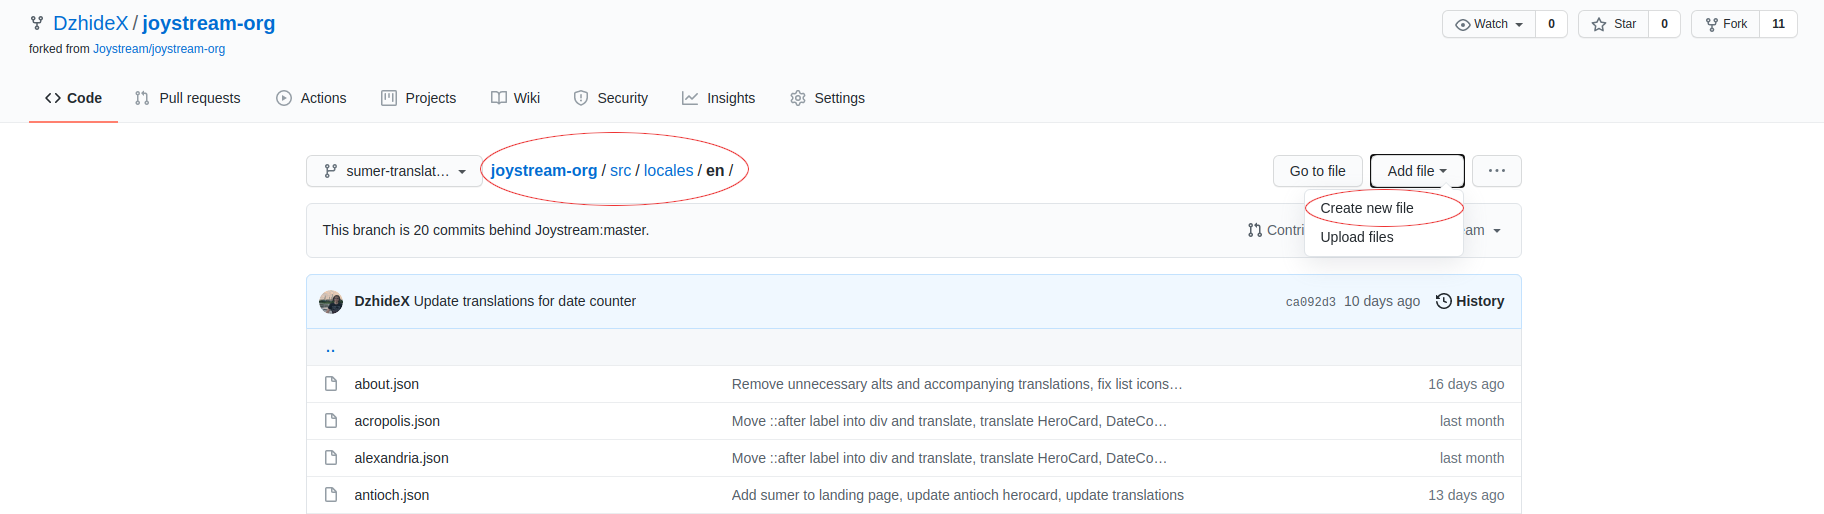 DzhideX / joystream-org
Watch 0 Star 0 Fork 11
forked from Joystream/joystream-org
Code Pull requests Actions Projects Wiki Security Insights Settings
sumer-translat... joystream-org / src / locales / en / Go to file Add file ...
Create new file
This branch is 20 commits behind Joystream:master. Contri eam
Upload files
DzhideX Update translations for date counter ca092d3 10 days ago History
..
about.json Remove unnecessary alts and accompanying translations, fix list icons... 16 days ago
acropolis.json Move ::after label into div and translate, translate HeroCard, DateCo... last month
alexandria.json Move ::after label into div and translate, translate HeroCard, DateCo... last month
antioch.json Add sumer to landing page, update antioch herocard, update translations 13 days ago